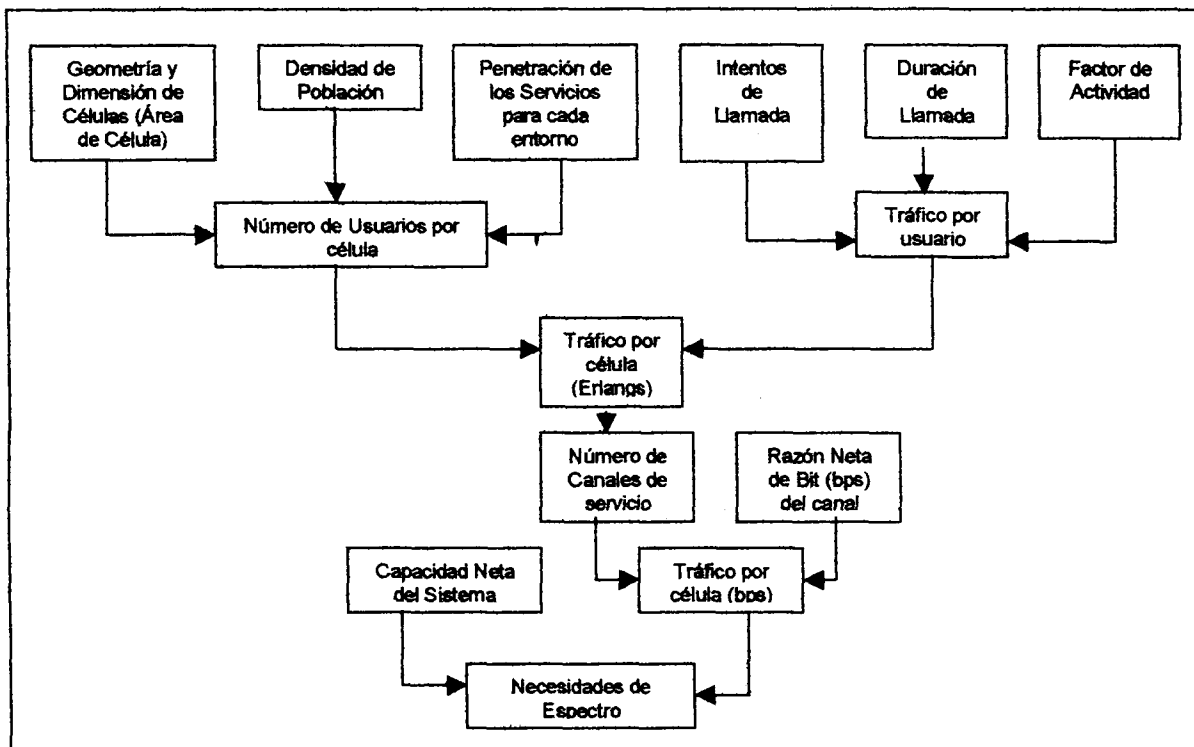 Geometría y
Dimensión de
Células (Área
de Célula)
Densidad de
Población
Penetración de
los Servicios
para cada
entorno
Intentos
de
Llamada
Duración
de
Llamada
Factor de
Actividad
Número de Usuarios por
célula
Tráfico por
usuario
Tráfico por
célula
(Erlangs)
Número de
Canales de
servicio
Razón Neta
de Bit (bps)
del canal
Capacidad Neta
del Sistema
Tráfico por
célula (bps)
Necesidades de
Espectro